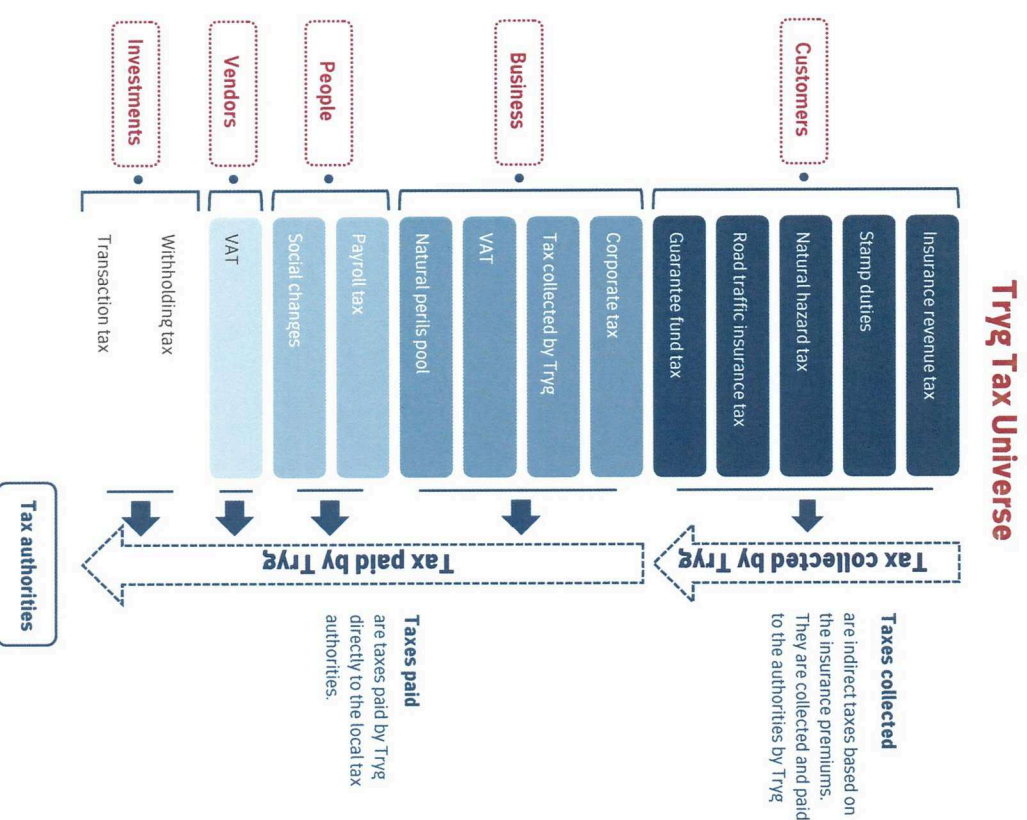 Tryg Tax Universe
Customers
Insurance revenue tax
Stamp duties
Natural hazard tax
Road traffic insurance tax
Guarantee fund tax
Tax collected by Tryg
Taxes collected
are indirect taxes based on
the insurance premiums.
They are collected and paid
to the authorities by Tryg
Business
Corporate tax
Tax collected by Tryg
VAT
Natural perils pool
People
Payroll tax
Social changes
Vendors
VAT
Investments
Withholding tax
Transaction tax
Tax paid by Tryg
Taxes paid
are taxes paid by Tryg
directly to the local tax
authorities.
Tax authorities